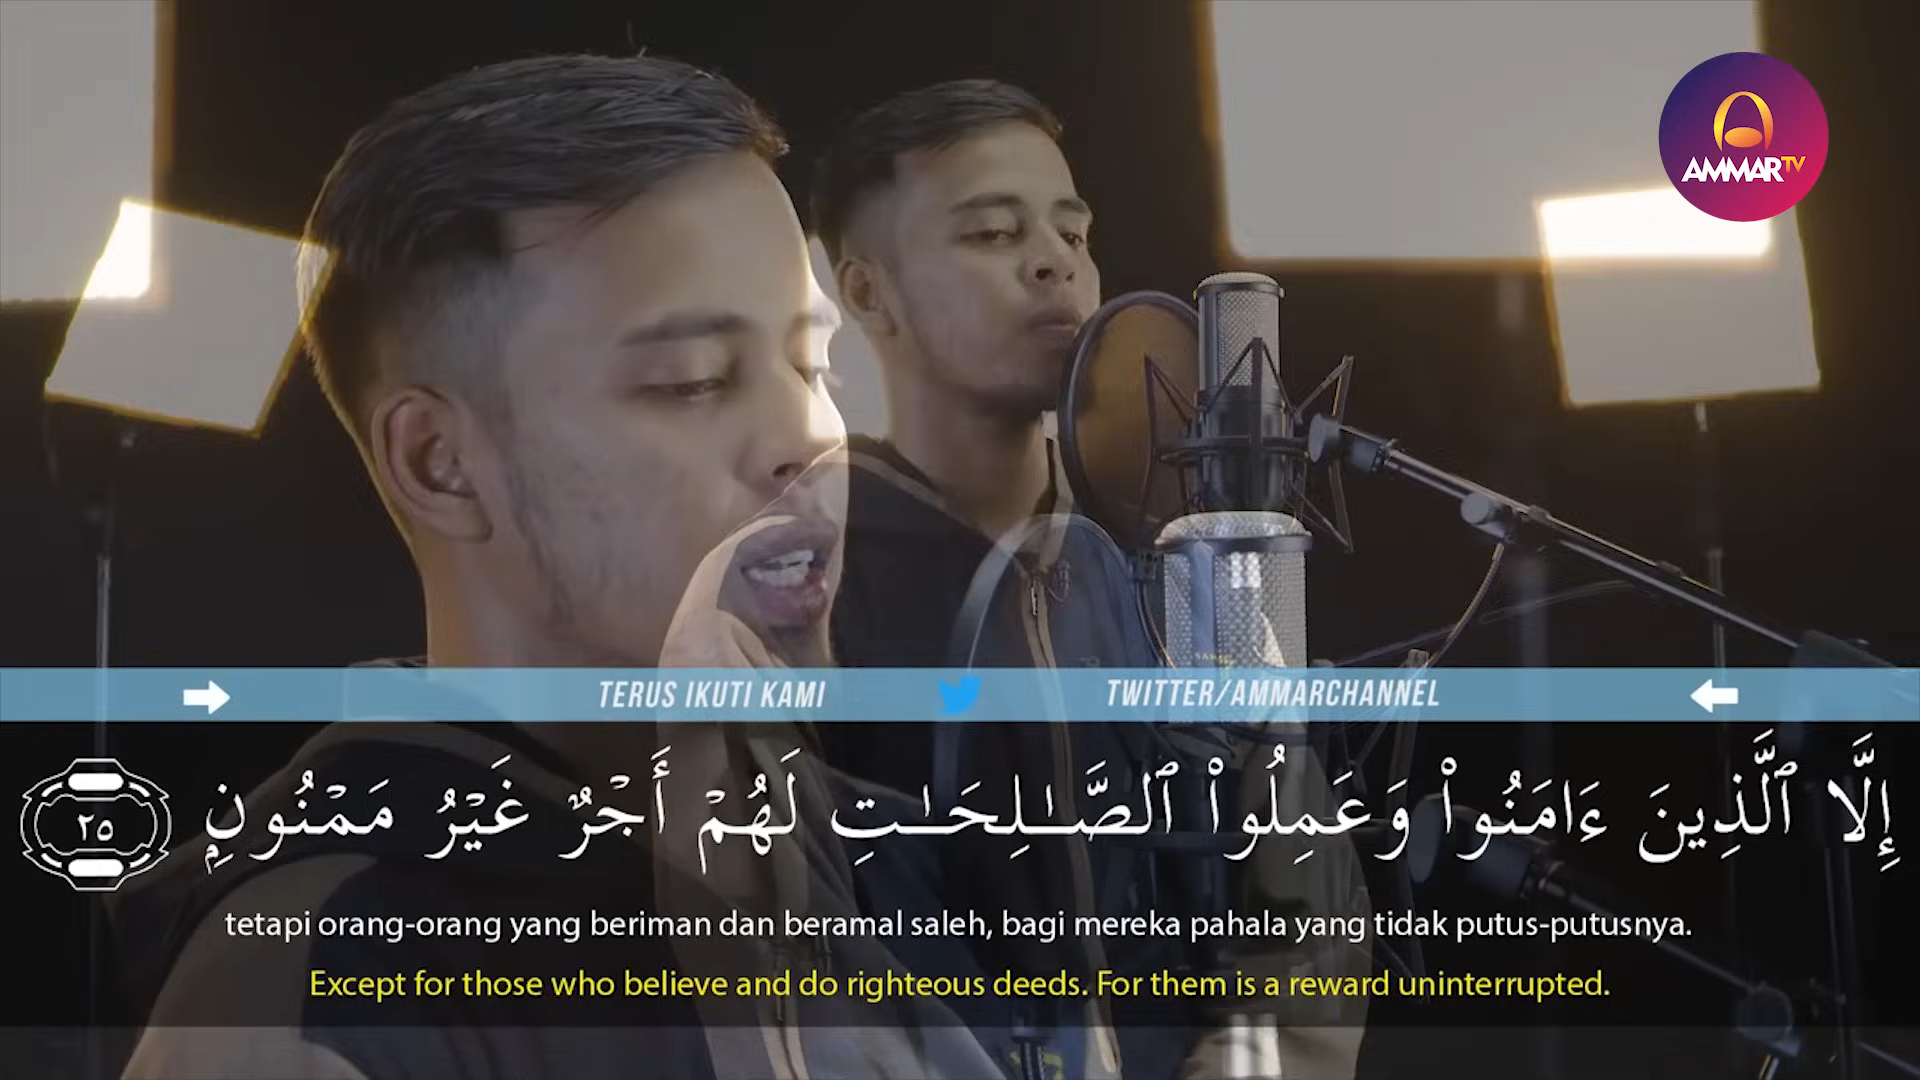 AMMARTV
TERUS IKUTI KAMI TWITTER/AMMARCHANNEL
إِلَّا ٱلَّذِينَ ءَامَنُوا۟ وَعَمِلُوا۟ ٱلصَّـٰلِحَـٰتِ لَهُمْ أَجْرٌ غَيْرُ مَمْنُونٍۭ ٢٥
tetapi orang-orang yang beriman dan beramal saleh, bagi mereka pahala yang tidak putus-putusnya.
Except for those who believe and do righteous deeds. For them is a reward uninterrupted.